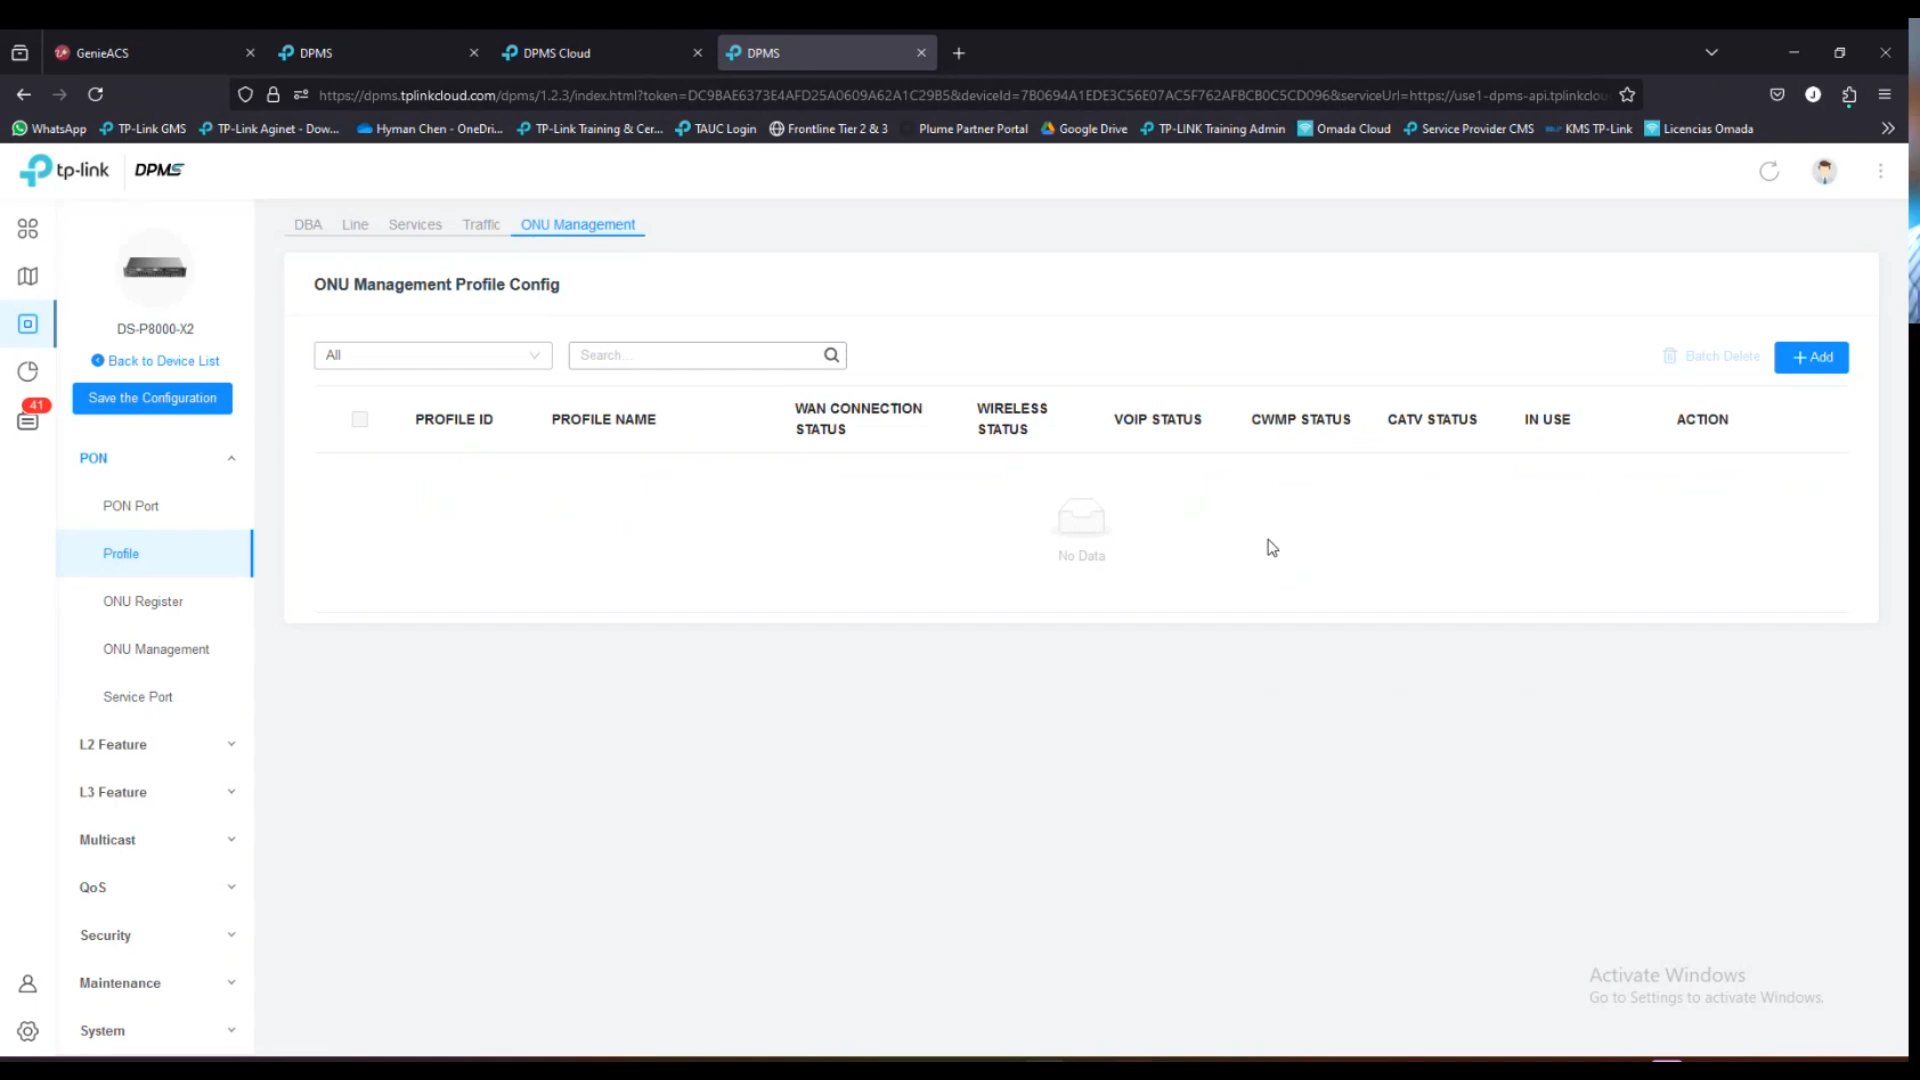 GenieACS
DPMS
DPMS Cloud
DPMS
https://dpms.tplinkcloud.com/dpms/1.2.3/index.html?token=DC9BAE6373E4AFD25A0609A62A1C29B5&deviceId=7B0694A1EDE3C56E07AC5F762AFBCB0C5CD096&serviceUrl=https://use1-dpms-api.tplinkclou
WhatsApp
TP-Link GMS
TP-Link Aginet - Dow...
Hyman Chen - OneDri...
TP-Link Training & Cer...
TAUC Login
Frontline Tier 2 & 3
Plume Partner Portal
Google Drive
TP-LINK Training Admin
Omada Cloud
Service Provider CMS
KMS TP-Link
Licencias Omada
tp-link
DPMS
DS-P8000-X2
Back to Device List
Save the Configuration
41
PON
PON Port
Profile
ONU Register
ONU Management
Service Port
L2 Feature
L3 Feature
Multicast
QoS
Security
Maintenance
System
DBA
Line
Services
Traffic
ONU Management
ONU Management Profile Config
All
Search...
Batch Delete
+ Add
PROFILE ID
PROFILE NAME
WAN CONNECTION
STATUS
WIRELESS
STATUS
VOIP STATUS
CWMP STATUS
CATV STATUS
IN USE
ACTION
No Data
Activate Windows
Go to Settings to activate Windows.